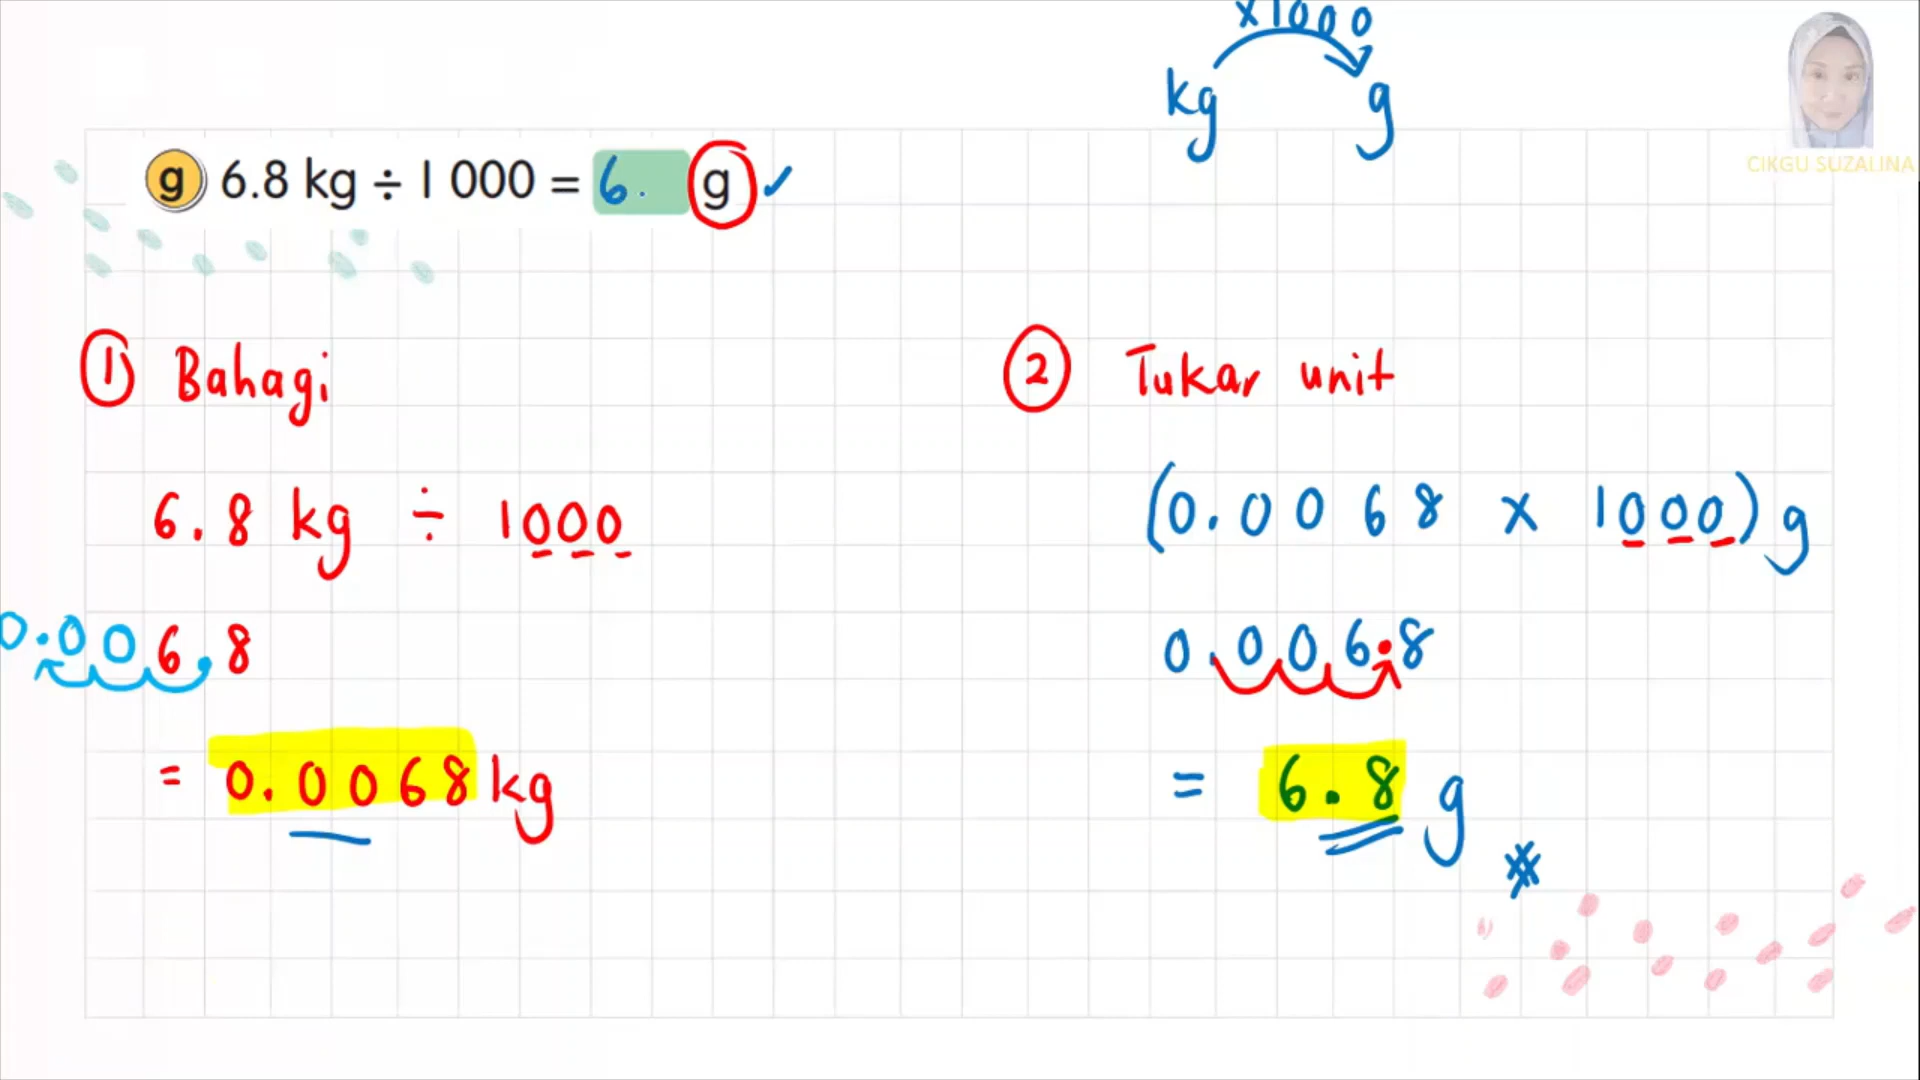 x1000
kg g
CIKGU SUZALINA
g 6.8 kg ÷ 1 000 = 6. g ✓
① Bahagi
6.8 kg ÷ 1000
0.006.8
= 0.0068 kg
② Tukar unit
(0.0068 x 1000) g
0.006.8
= 6.8 g